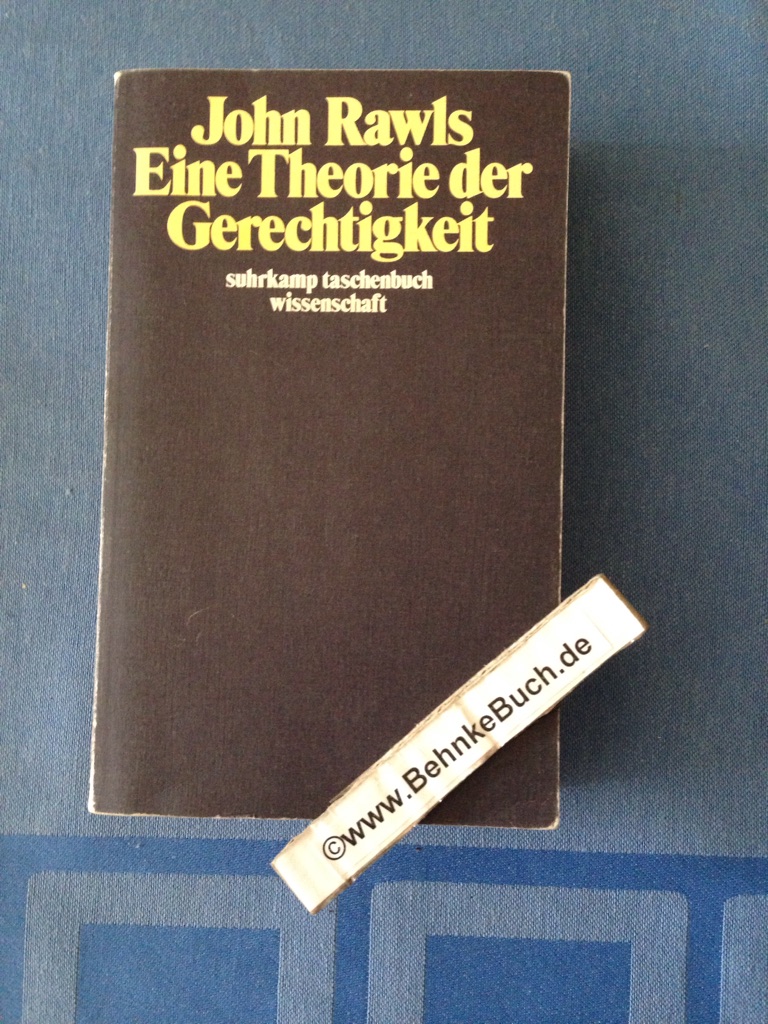 John Rawls
Eine Theorie der
Gerechtigkeit
suhrkamp taschenbuch
wissenschaft
©www.BehnkeBuch.de